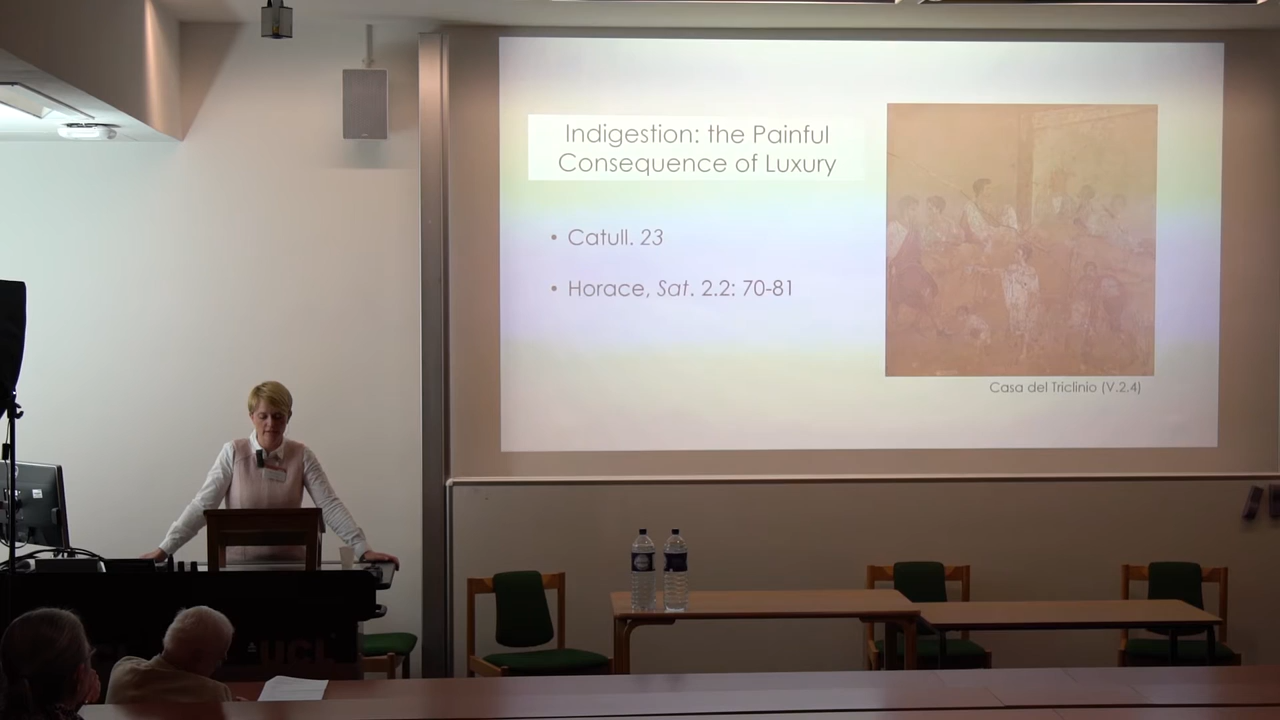 Indigestion: the Painful
Consequence of Luxury
• Catull. 23
• Horace, Sat. 2.2: 70-81
Casa del Triclinio (V.2.4)
UCL